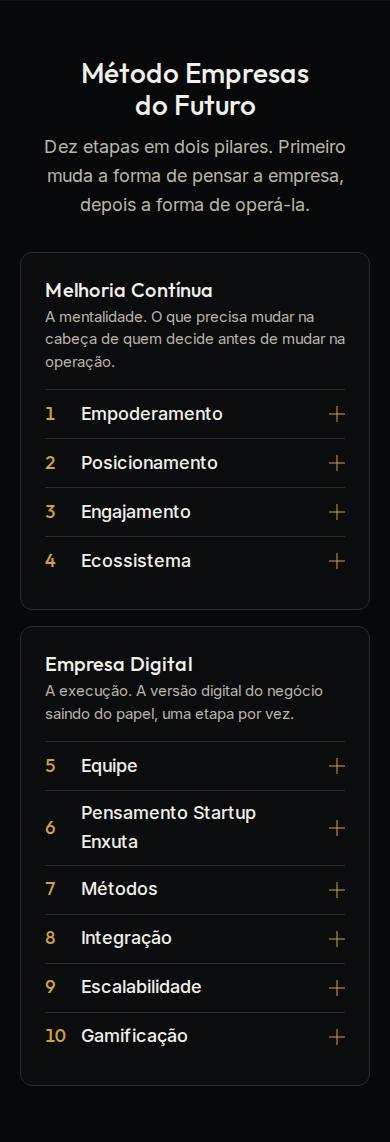 Método Empresas
do Futuro
Dez etapas em dois pilares. Primeiro
muda a forma de pensar a empresa,
depois a forma de operá-la.
Melhoria Contínua
A mentalidade. O que precisa mudar na
cabeça de quem decide antes de mudar na
operação.
1 Empoderamento
2 Posicionamento
3 Engajamento
4 Ecossistema
Empresa Digital
A execução. A versão digital do negócio
saindo do papel, uma etapa por vez.
5 Equipe
6 Pensamento Startup
Enxuta
7 Métodos
8 Integração
9 Escalabilidade
10 Gamificação